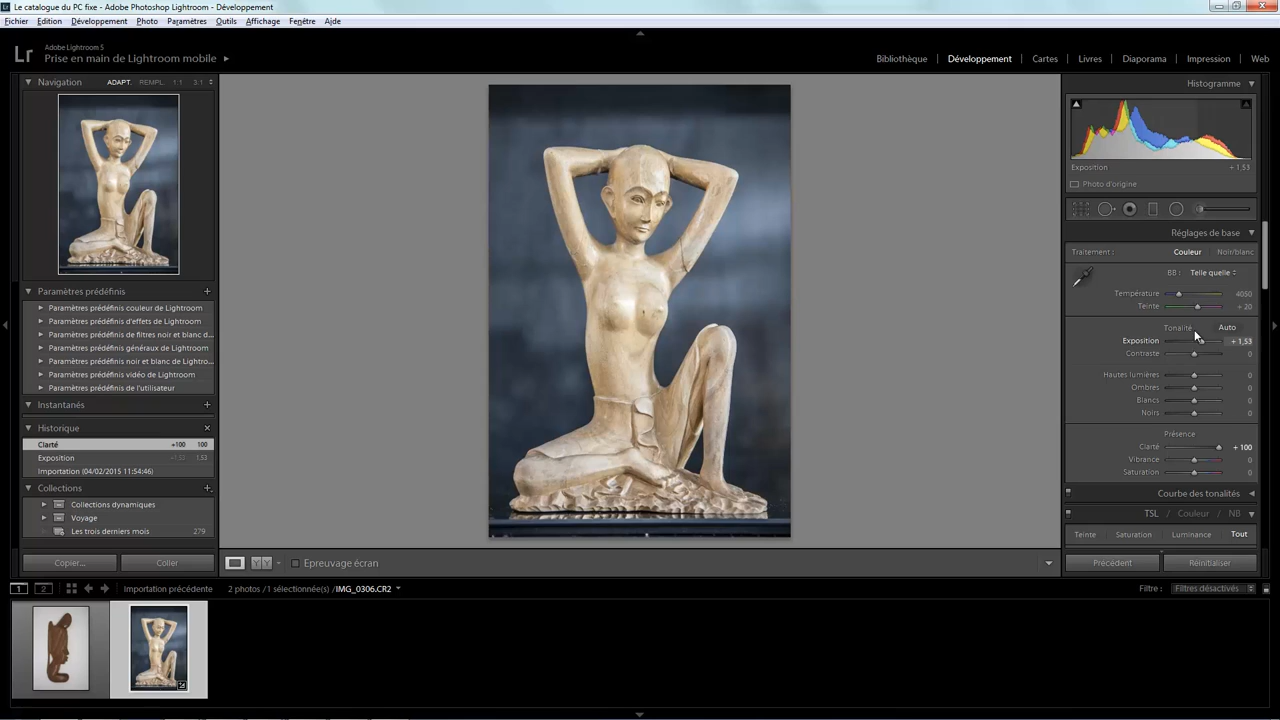 Le catalogue du PC fixe - Adobe Photoshop Lightroom - Développement
Fichier Edition Développement Photo Paramètres Outils Affichage Fenêtre Aide
Adobe Lightroom 5
Lr Prise en main de Lightroom mobile
Bibliothèque Développement Cartes Livres Diaporama Impression Web
Navigation ADAPT. REMPL. 1:1 3:1
Paramètres prédéfinis +
Paramètres prédéfinis couleur de Lightroom
Paramètres prédéfinis d'effets de Lightroom
Paramètres prédéfinis de filtres noir et blanc d...
Paramètres prédéfinis généraux de Lightroom
Paramètres prédéfinis noir et blanc de Lightro...
Paramètres prédéfinis vidéo de Lightroom
Paramètres prédéfinis de l'utilisateur
Instantanés +
Historique ×
Clarté +100 100
Exposition +1,53 1,53
Importation (04/02/2015 11:54:46)
Collections +
Collections dynamiques
Voyage
Les trois derniers mois 279
Copier... Coller
Histogramme
Exposition + 1,53
Photo d'origine
Réglages de base
Traitement : Couleur Noir/blanc
BB : Telle quelle
Température 4050
Teinte + 20
Tonalité Auto
Exposition + 1,53
Contraste 0
Hautes lumières 0
Ombres 0
Blancs 0
Noirs 0
Présence
Clarté + 100
Vibrance 0
Saturation 0
Courbe des tonalités
TSL / Couleur / NB
Teinte Saturation Luminance Tout
Précédent Réinitialiser
YY Epreuvage écran
1 2 Importation précédente 2 photos /1 sélectionnée(s) /IMG_0306.CR2
Filtre : Filtres désactivés